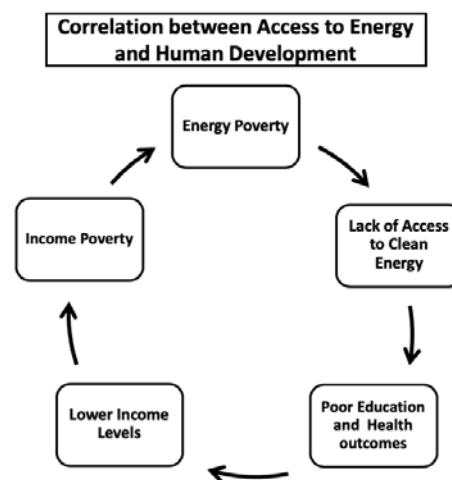 Correlation between Access to Energy
and Human Development
Energy Poverty
Lack of Access
to Clean
Energy
Poor Education
and Health
outcomes
Lower Income
Levels
Income Poverty